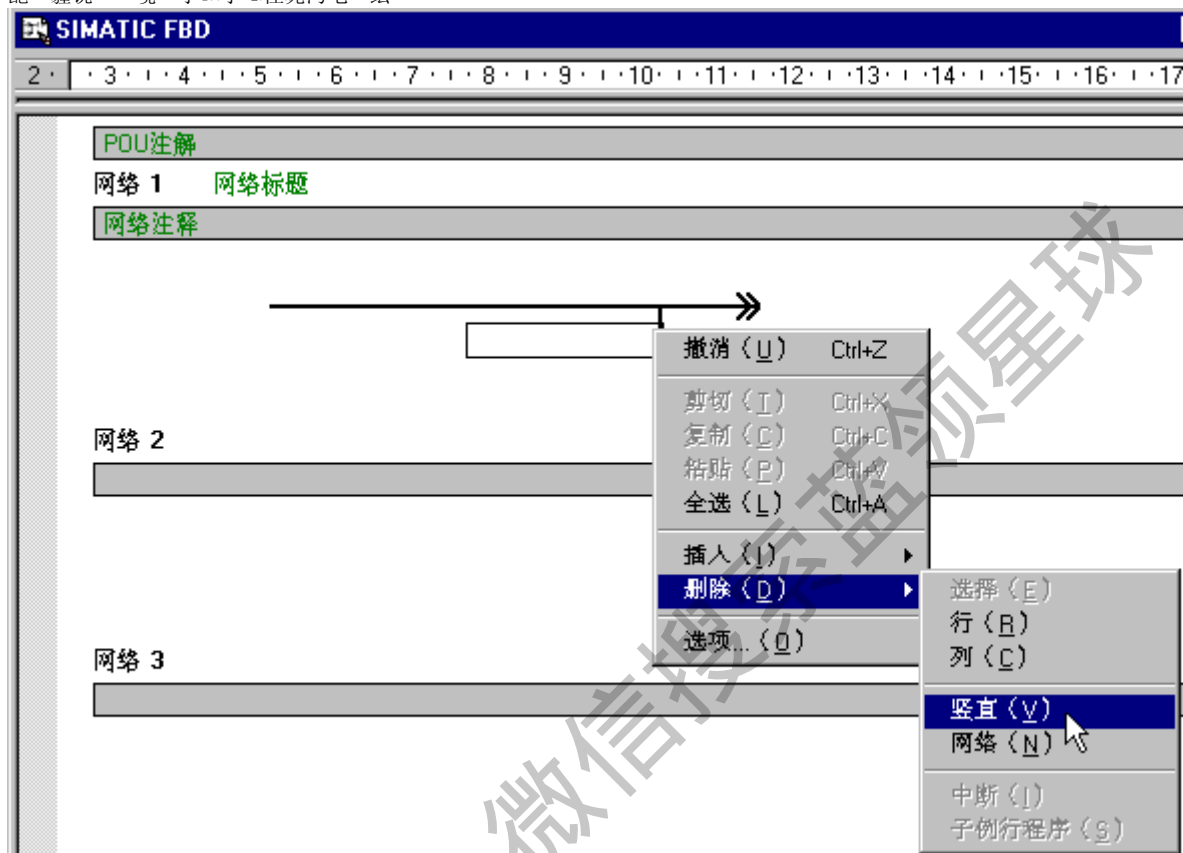 SIMATIC FBD
2 · · 3 · ı · 4 · ı · 5 · ı · 6 · ı · 7 · ı · 8 · ı · 9 · ı · 10 · ı · 11 · ı · 12 · ı · 13 · ı · 14 · ı · 15 · ı · 16 · ı · 17
POU注解
网络 1 网络标题
网络注释
撤消（U） Ctrl+Z
剪切（T） Ctrl+X
复制（C） Ctrl+C
粘贴（P） Ctrl+V
全选（L） Ctrl+A
插入（I）
删除（D）
选项...（O）
网络 2
网络 3
选择（E）
行（R）
列（C）
竖直（V）
网络（N）
中断（I）
子例行程序（S）
微信搜索蓝领星球